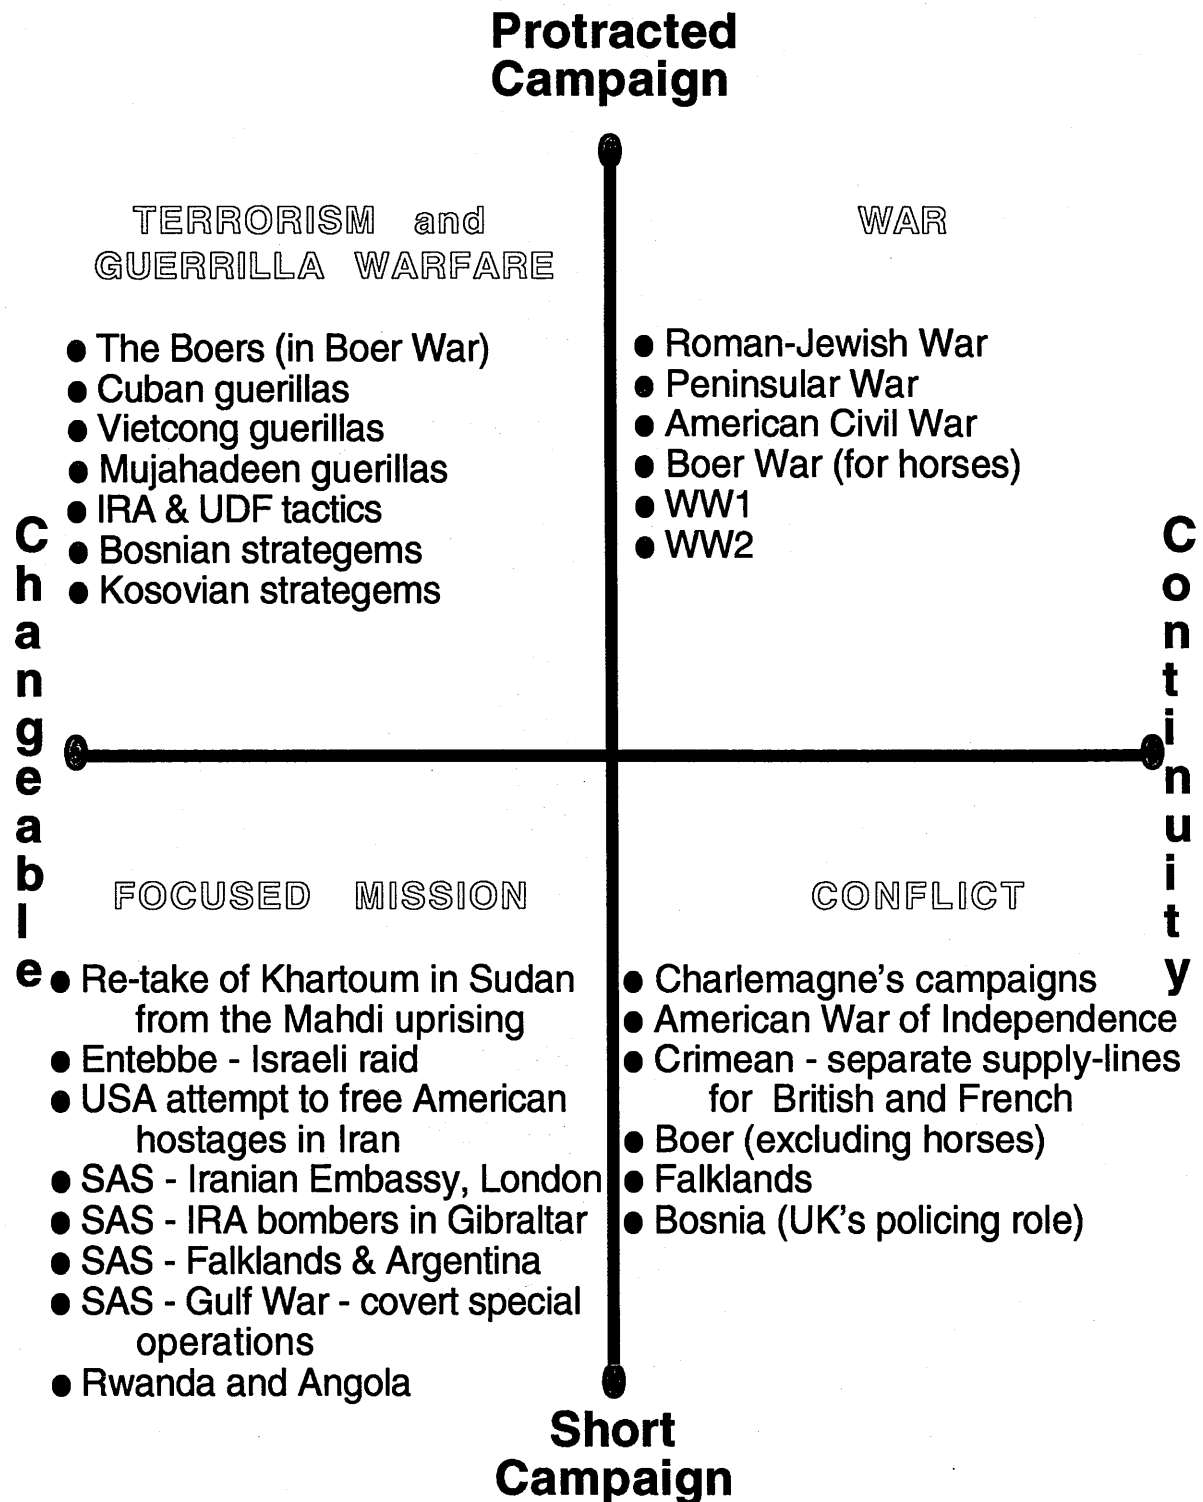 Protracted
Campaign
TERRORISM and
GUERRILLA WARFARE
● The Boers (in Boer War)
● Cuban guerillas
● Vietcong guerillas
● Mujahadeen guerillas
● IRA & UDF tactics
● Bosnian strategems
● Kosovian strategems
WAR
● Roman-Jewish War
● Peninsular War
● American Civil War
● Boer War (for horses)
● WW1
● WW2
Changeable
Continuity
FOCUSED MISSION
● Re-take of Khartoum in Sudan
from the Mahdi uprising
● Entebbe - Israeli raid
● USA attempt to free American
hostages in Iran
● SAS - Iranian Embassy, London
● SAS - IRA bombers in Gibraltar
● SAS - Falklands & Argentina
● SAS - Gulf War - covert special
operations
● Rwanda and Angola
CONFLICT
● Charlemagne's campaigns
● American War of Independence
● Crimean - separate supply-lines
for British and French
● Boer (excluding horses)
● Falklands
● Bosnia (UK's policing role)
Short
Campaign